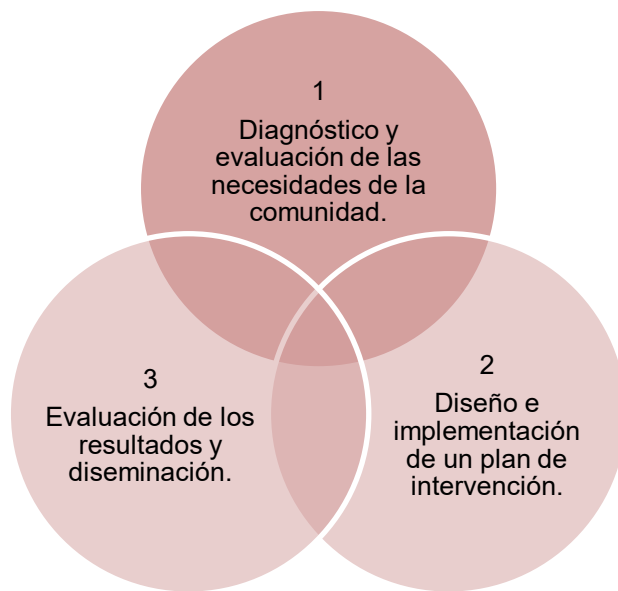 1
Diagnóstico y
evaluación de las
necesidades de la
comunidad.
2
Diseño e
implementación
de un plan de
intervención.
3
Evaluación de los
resultados y
diseminación.